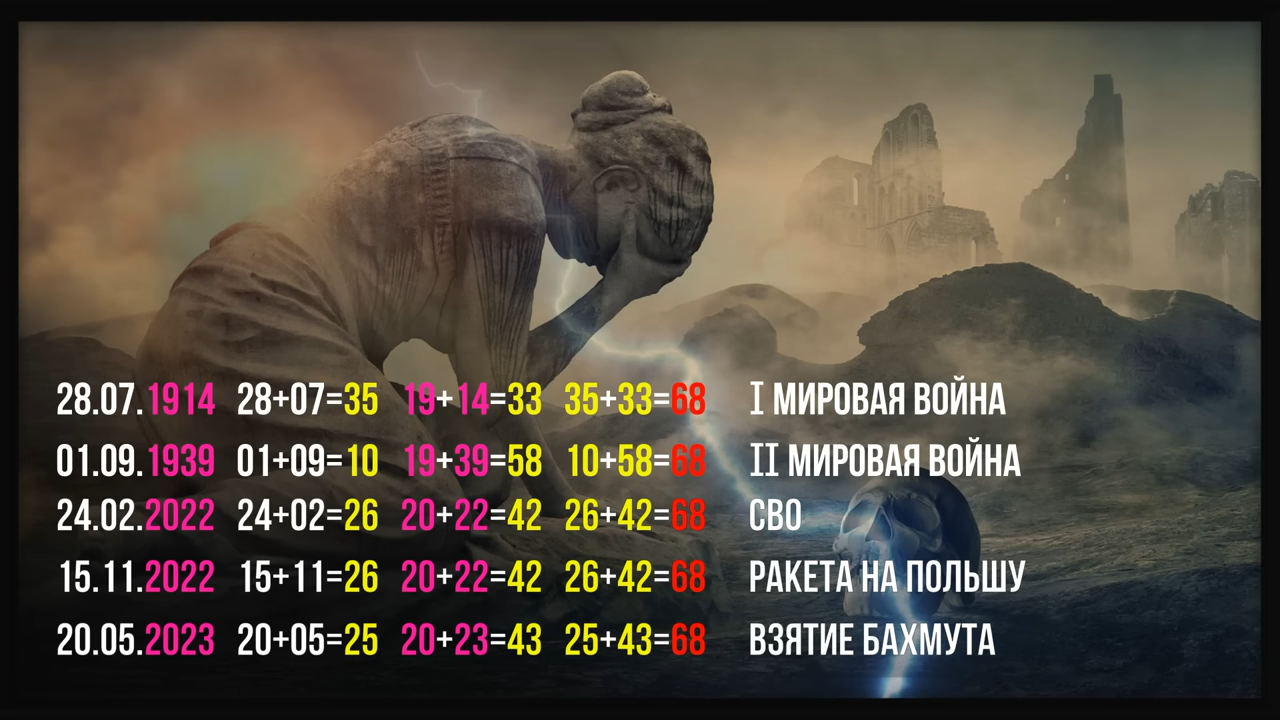 28.07.1914 28+07=35 19+14=33 35+33=68 I МИРОВАЯ ВОЙНА
01.09.1939 01+09=10 19+39=58 10+58=68 II МИРОВАЯ ВОЙНА
24.02.2022 24+02=26 20+22=42 26+42=68 СВО
15.11.2022 15+11=26 20+22=42 26+42=68 РАКЕТА НА ПОЛЬШУ
20.05.2023 20+05=25 20+23=43 25+43=68 ВЗЯТИЕ БАХМУТА